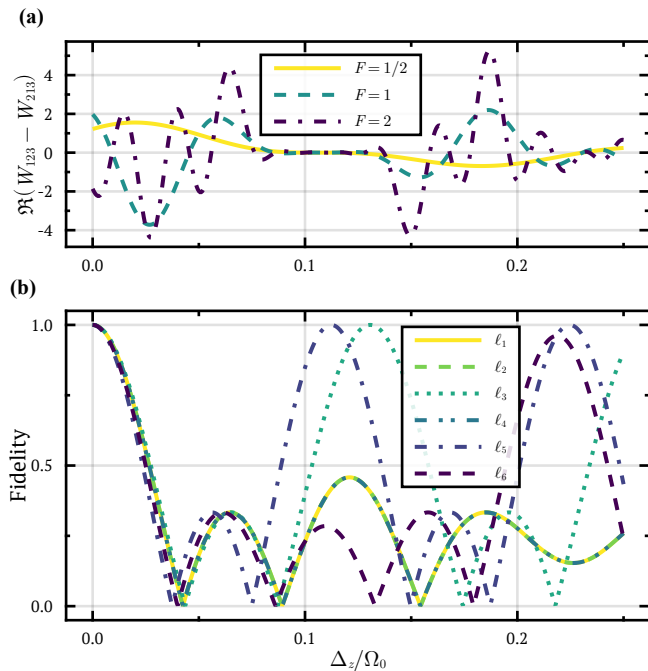 (a)
ℜ(W₁₂₃ − W₂₁₃)
4
2
0
-2
-4
F = 1/2
F = 1
F = 2
0.0
0.1
0.2
(b)
Fidelity
1.0
0.5
0.0
ℓ₁
ℓ₂
ℓ₃
ℓ₄
ℓ₅
ℓ₆
0.0
0.1
0.2
Δ_z/Ω₀